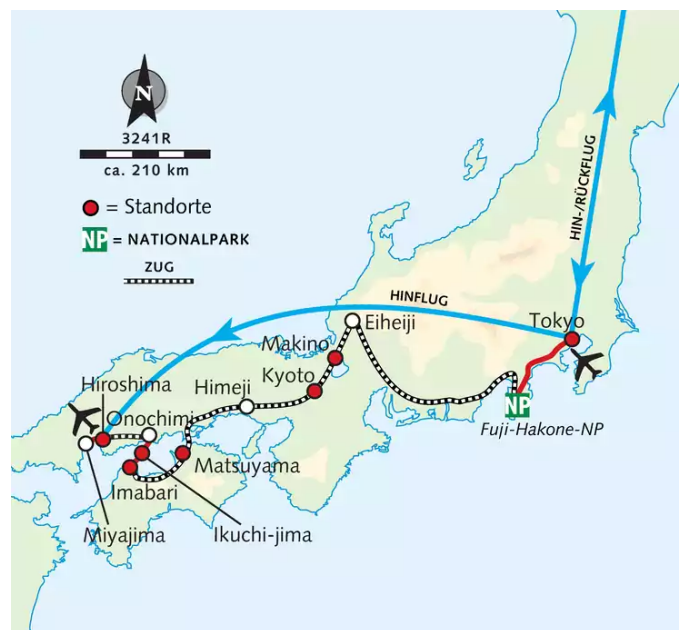 N
3241R
ca. 210 km
= Standorte
NP = NATIONALPARK
ZUG
HIN-/RÜCKFLUG
HINFLUG
Tokyo
Eiheiji
Makino
Kyoto
Himeji
Hiroshima
Onochimi
NP
Fuji-Hakone-NP
Matsuyama
Imabari
Miyajima
Ikuchi-jima